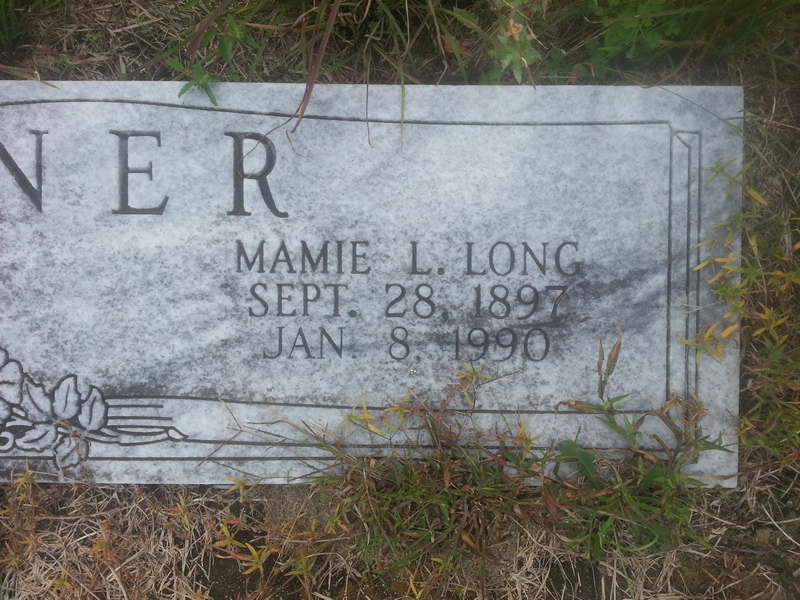 NER
MAMIE L. LONG
SEPT. 28, 1897
JAN. 8, 1990